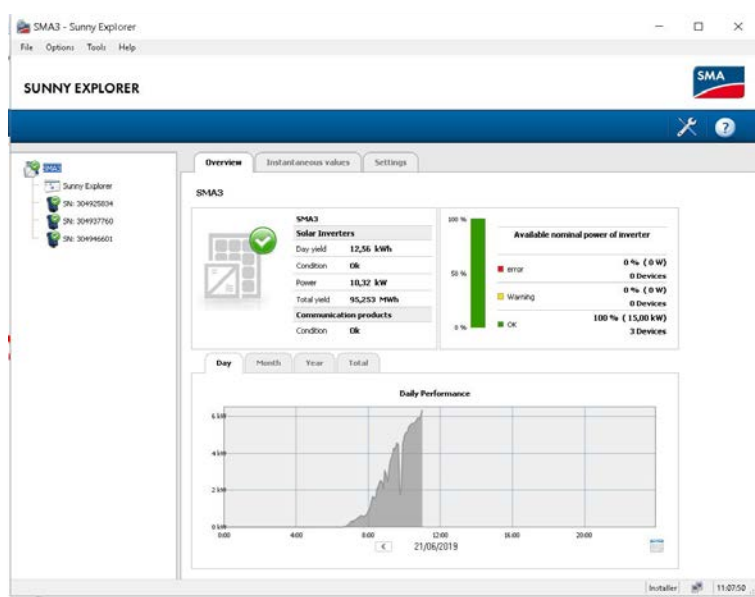 SMA3 - Sunny Explorer
File Options Tools Help
SUNNY EXPLORER
SMA
SMA3
Sunny Explorer
SN: 304925804
SN: 304937760
SN: 304946601
Overview Instantaneous values Settings
SMA3
SMA3
Solar Inverters
Day yield 12,56 kWh
Condition Ok
Power 10,32 kW
Total yield 95,253 MWh
Communication products
Condition Ok
100 %
50 %
0 %
Available nominal power of inverter
error 0 % ( 0 W)
0 Devices
Warning 0 % ( 0 W)
0 Devices
OK 100 % ( 15,00 kW)
3 Devices
Day Month Year Total
Daily Performance
6 kW
4 kW
2 kW
0 kW
0:00 4:00 8:00 12:00 16:00 20:00
21/06/2019
Installer 11:07:50